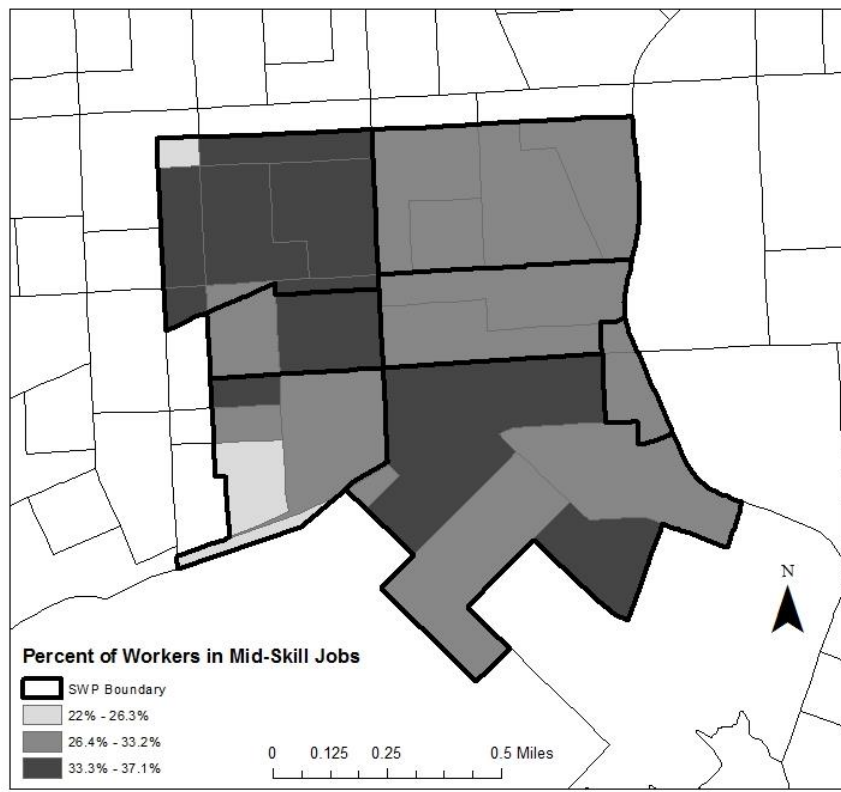 N
Percent of Workers in Mid-Skill Jobs
SWP Boundary
22% - 26.3%
26.4% - 33.2%
33.3% - 37.1%
0 0.125 0.25 0.5 Miles